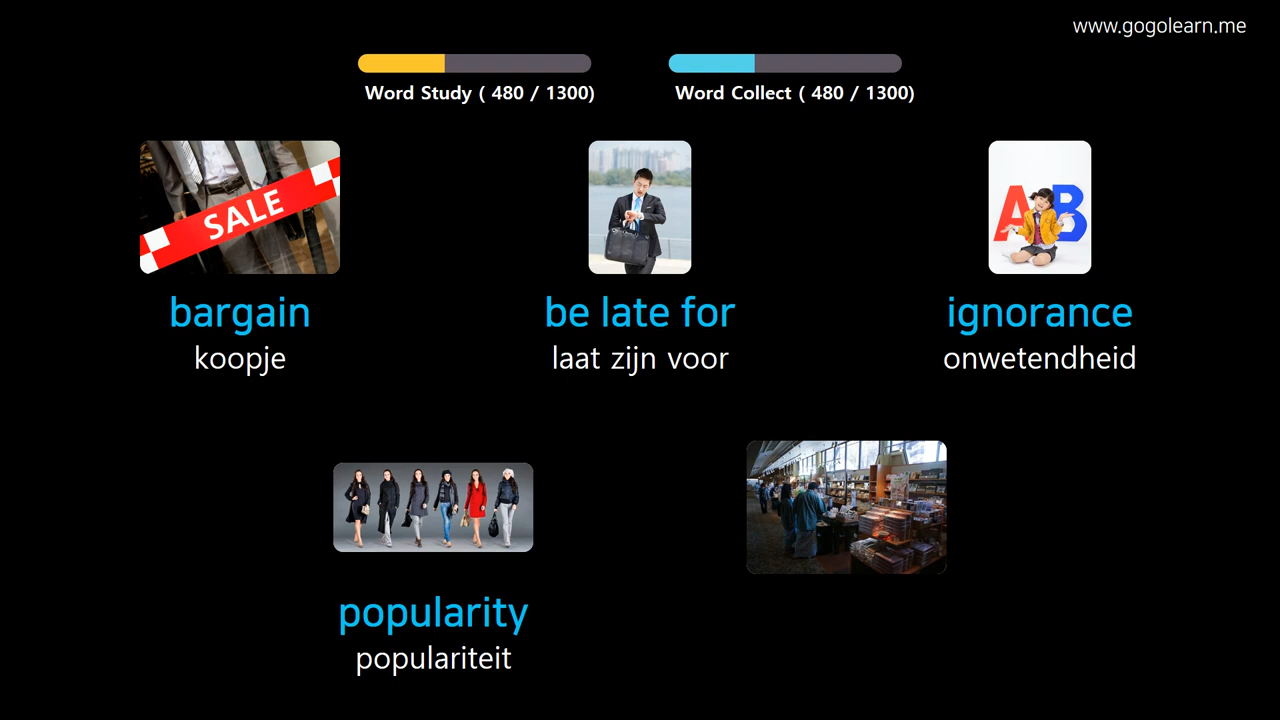 www.gogolearn.me
Word Study ( 480 / 1300)
Word Collect ( 480 / 1300)
SALE
bargain
koopje
be late for
laat zijn voor
A B
ignorance
onwetendheid
popularity
populariteit